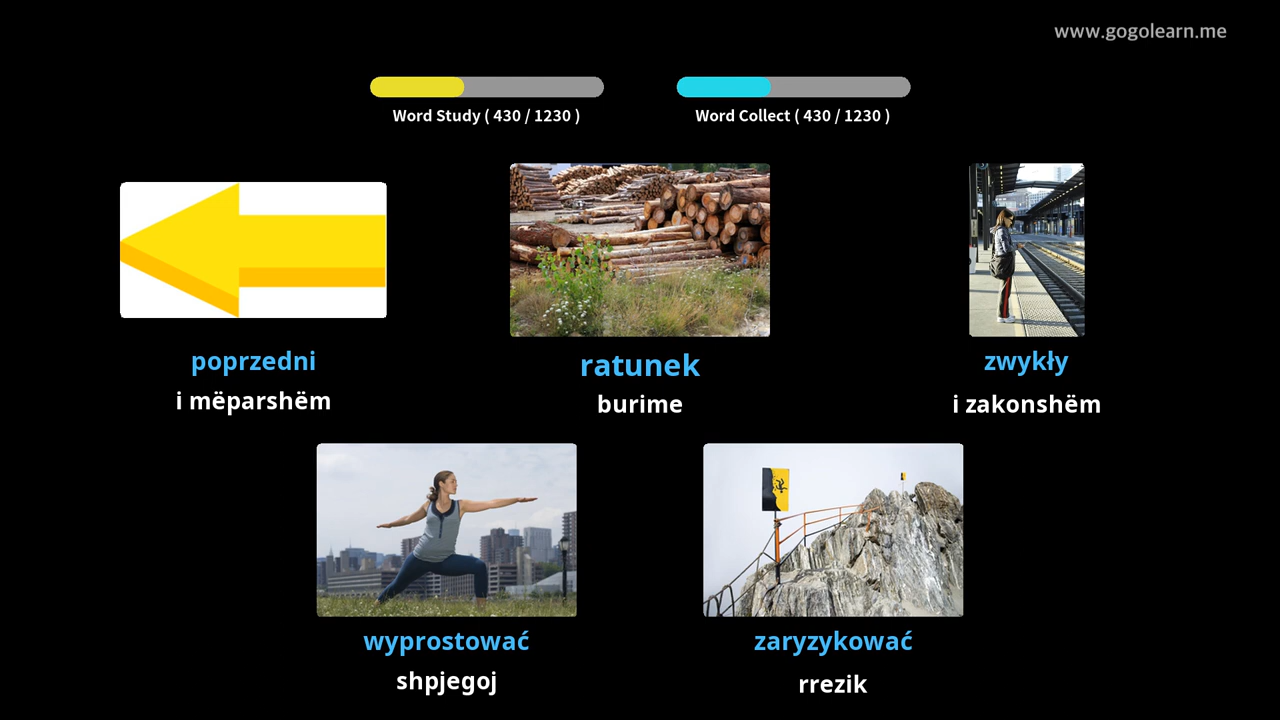 www.gogolearn.me
Word Study ( 430 / 1230 )
Word Collect ( 430 / 1230 )
poprzedni
i mëparshëm
ratunek
burime
zwykły
i zakonshëm
wyprostować
shpjegoj
zaryzykować
rrezik